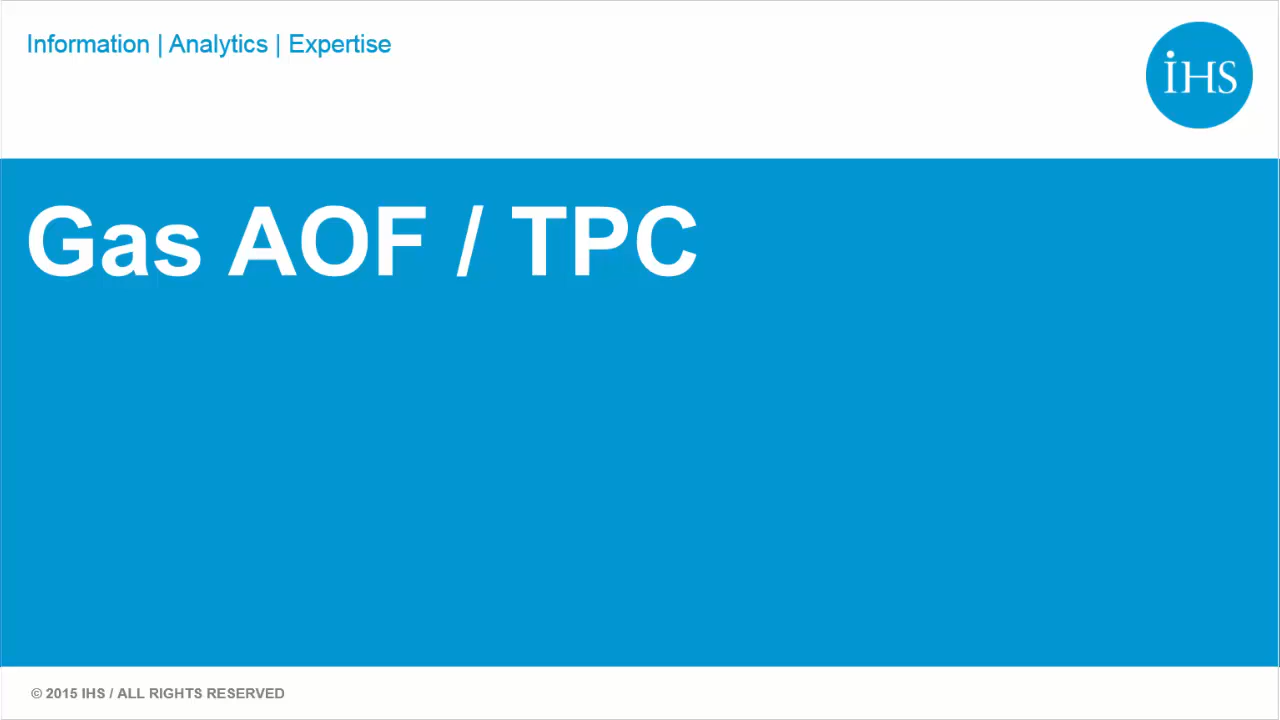 Information | Analytics | Expertise
iHS
Gas AOF / TPC
© 2015 IHS / ALL RIGHTS RESERVED